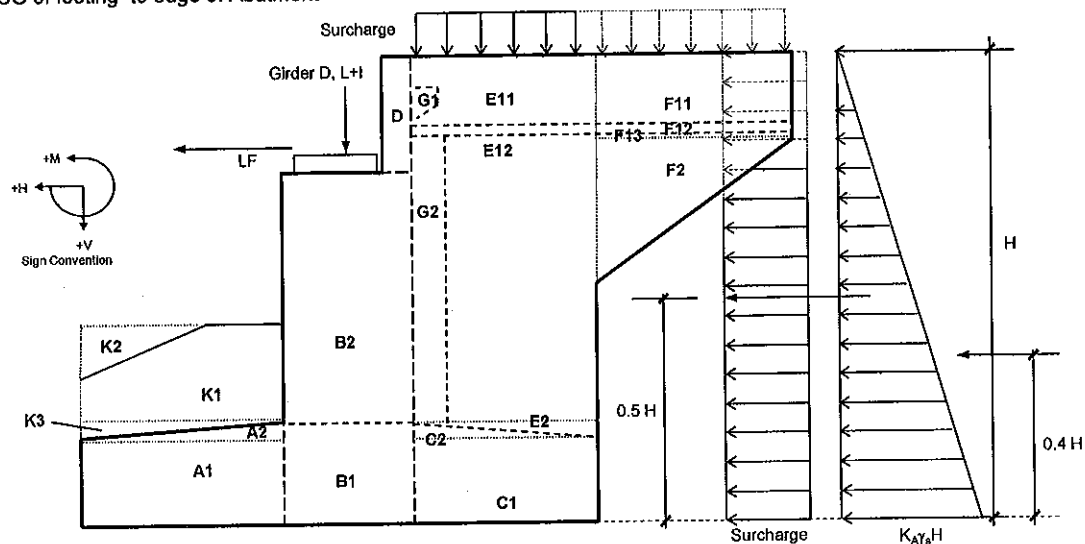 Surcharge
Girder D, L+I
D
G1
E11
F11
F13
F12
E12
F2
LF
+M
+H
+V
Sign Convention
G2
H
K2
B2
K1
0.5 H
K3
A2
E2
C2
0.4 H
A1
B1
C1
Surcharge
KAγsH